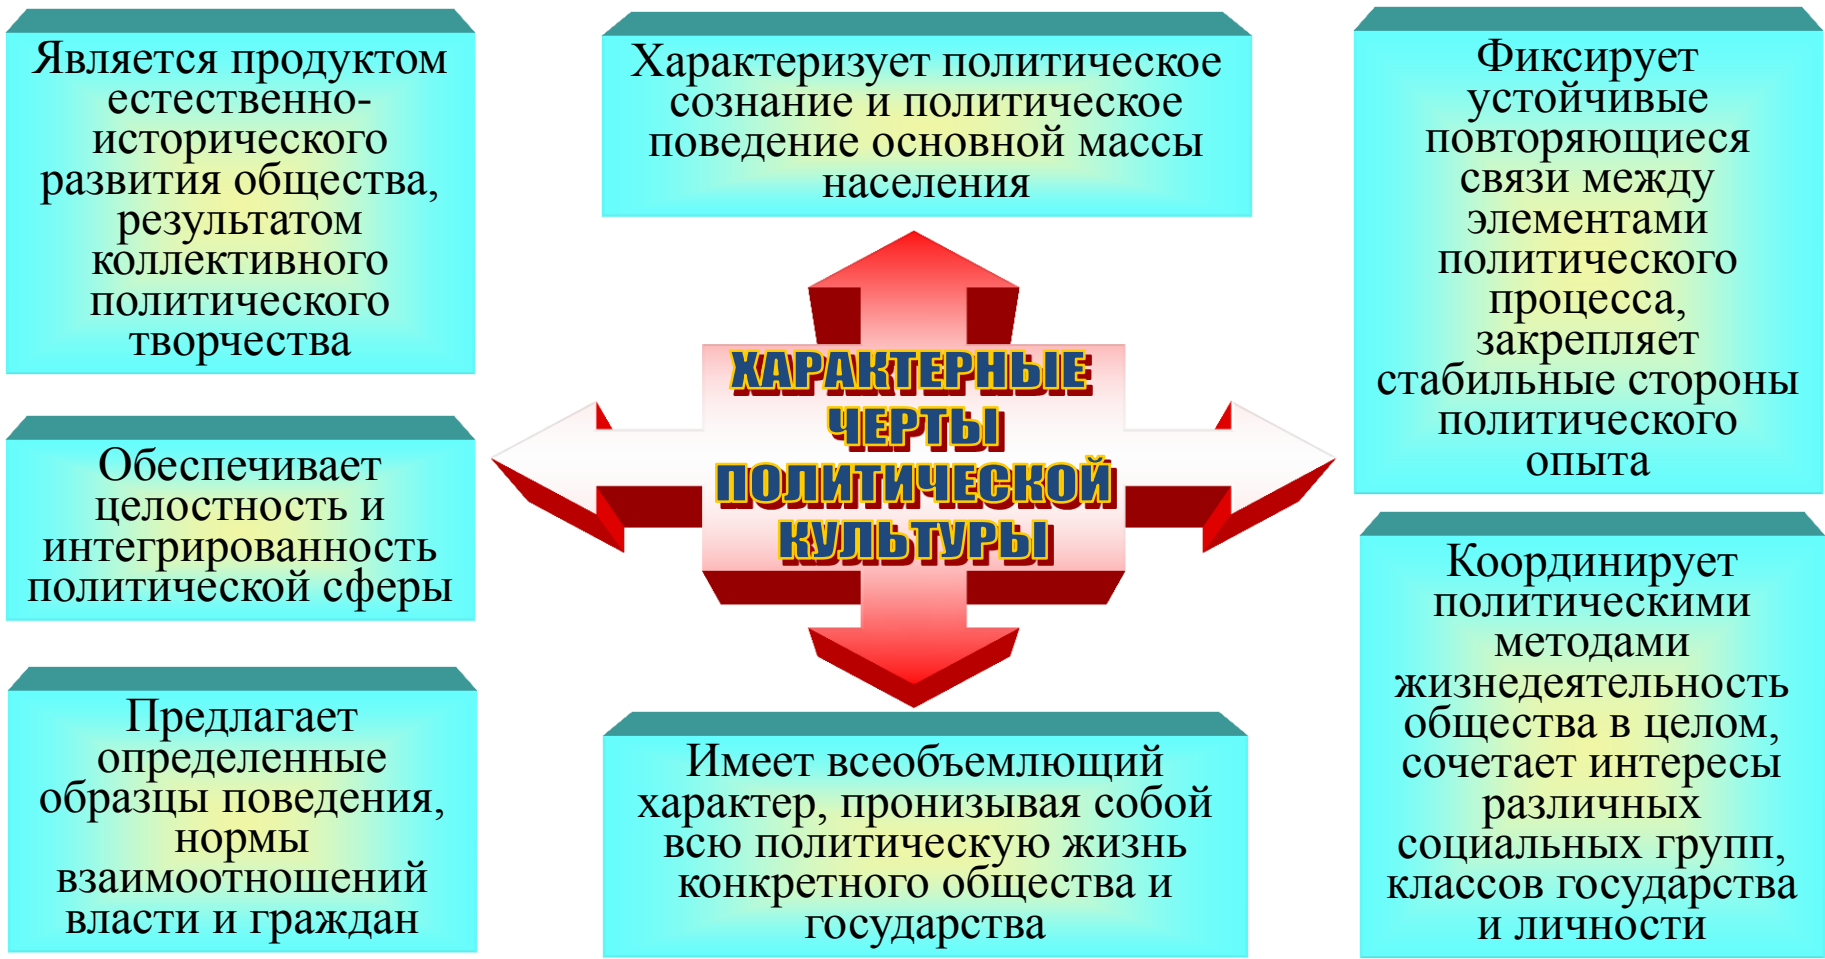 Является продуктом
естественно-
исторического
развития общества,
результатом
коллективного
политического
творчества
Характеризует политическое
сознание и политическое
поведение основной массы
населения
Фиксирует
устойчивые
повторяющиеся
связи между
элементами
политического
процесса,
закрепляет
стабильные стороны
политического
опыта
ХАРАКТЕРНЫЕ
ЧЕРТЫ
ПОЛИТИЧЕСКОЙ
КУЛЬТУРЫ
Обеспечивает
целостность и
интегрированность
политической сферы
Предлагает
определенные
образцы поведения,
нормы
взаимоотношений
власти и граждан
Имеет всеобъемлющий
характер, пронизывая собой
всю политическую жизнь
конкретного общества и
государства
Координирует
политическими
методами
жизнедеятельность
общества в целом,
сочетает интересы
различных
социальных групп,
классов государства
и личности